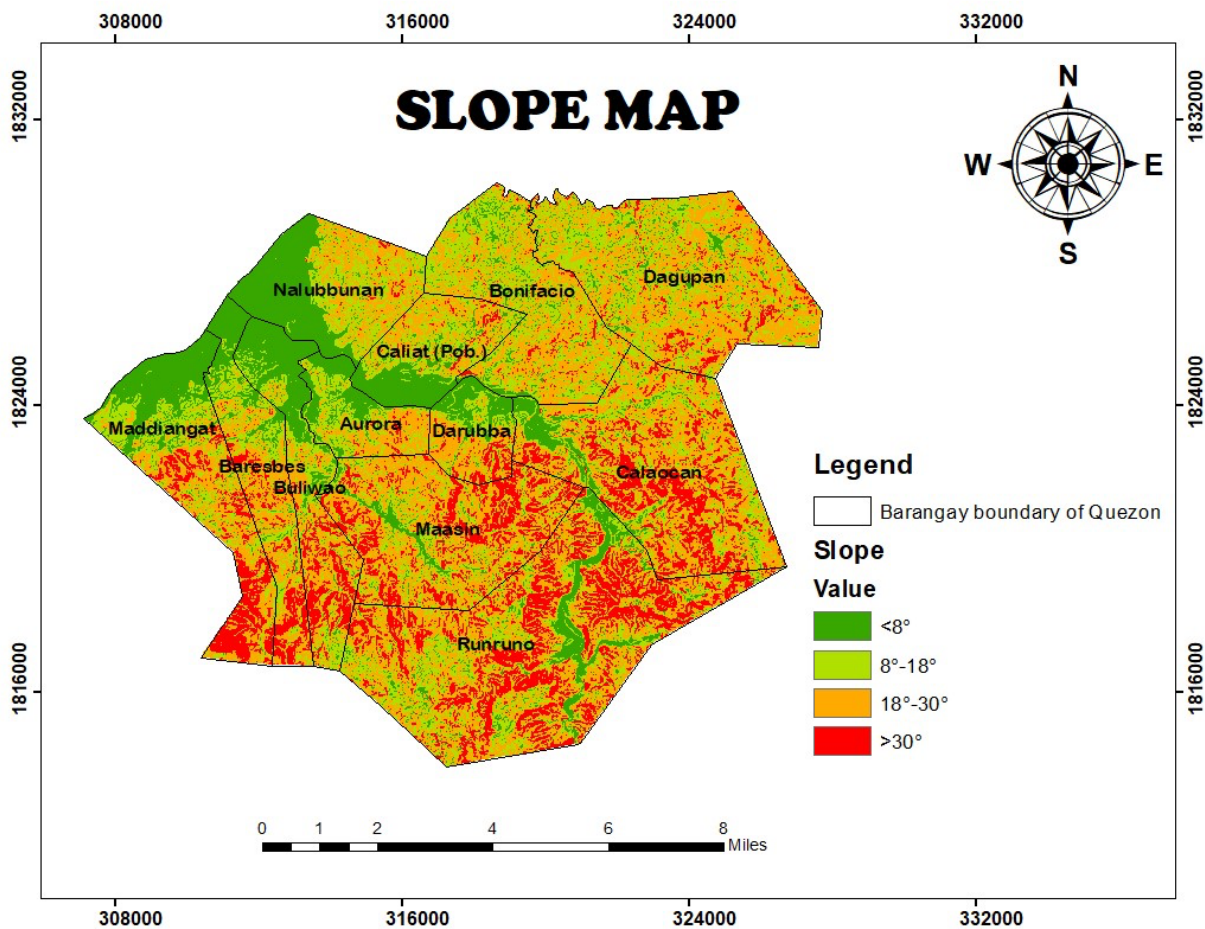 308000 316000 324000 332000
SLOPE MAP
N
W E
S
1832000 1832000
Nalubbunan
Bonifacio
Dagupan
Caliat (Pob.)
1824000 1824000
Maddiangat
Aurora
Darubba
Baresbes
Buliwao
Calaocan
Maasin
Runruno
Legend
Barangay boundary of Quezon
Slope
Value
<8°
8°-18°
18°-30°
>30°
1816000 1816000
0 1 2 4 6 8
Miles
308000 316000 324000 332000